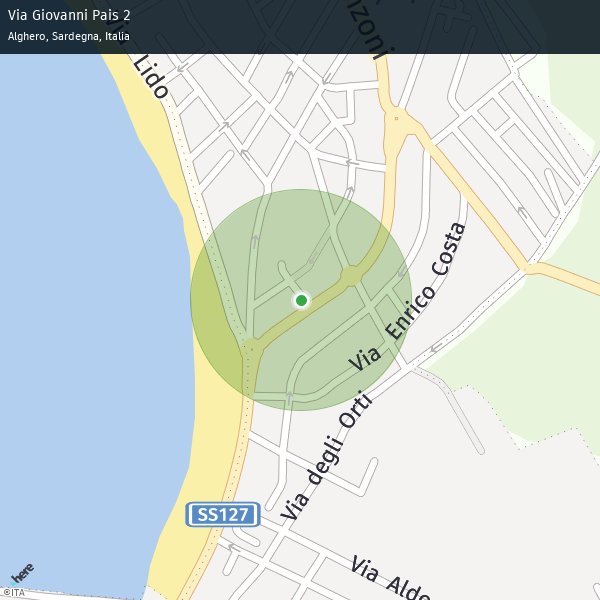 Via Giovanni Pais 2
Alghero, Sardegna, Italia
Lido
nzoni
Via Enrico Costa
Via degli Orti
SS127
Via Aldo
here
©ITA